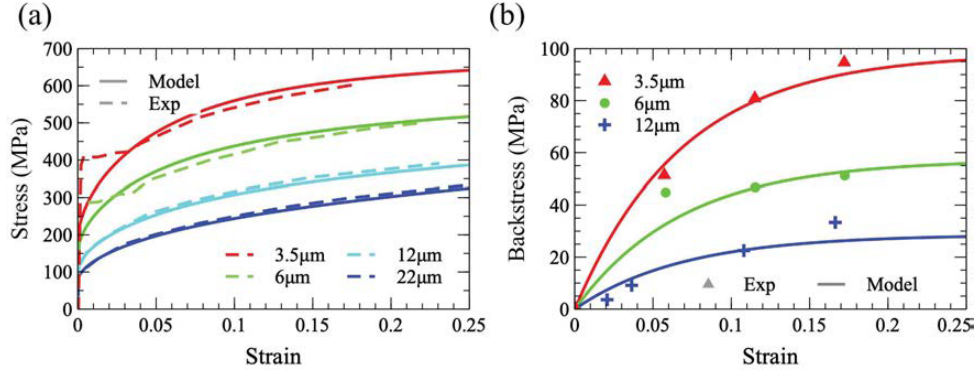 (a)
(b)
700
600
500
400
300
200
100
0
Stress (MPa)
Model
Exp
3.5µm
6µm
12µm
22µm
0
0.05
0.1
0.15
0.2
0.25
Strain
100
80
60
40
20
0
Backstress (MPa)
3.5µm
6µm
12µm
Exp
Model
0
0.05
0.1
0.15
0.2
0.25
Strain